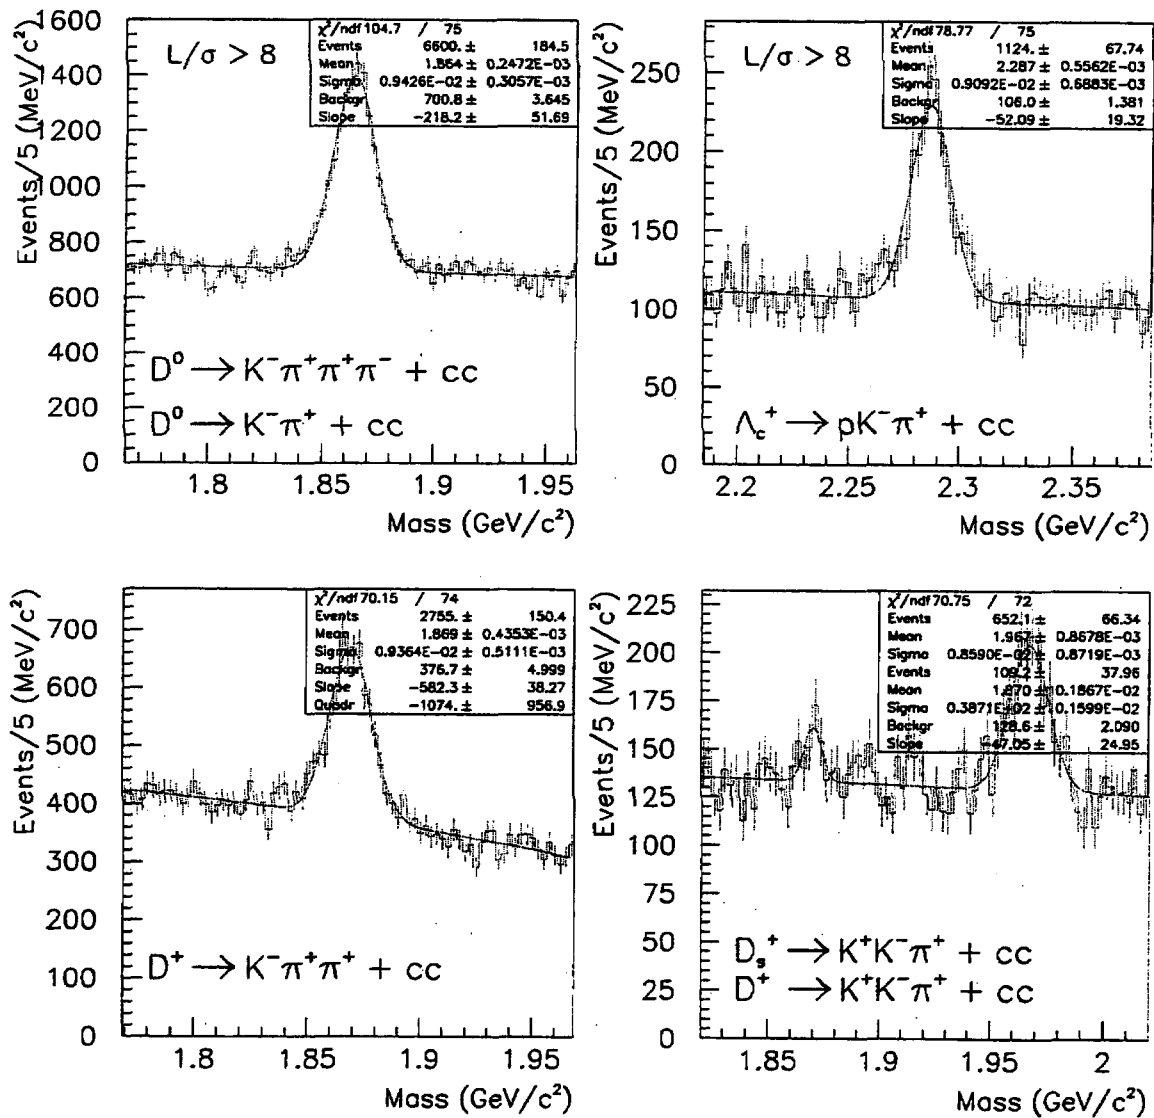 L/σ > 8
χ²/ndf 104.7 / 75
Events 6600. ± 184.5
Mean 1.864 ± 0.2472E-03
Sigma 0.9426E-02 ± 0.3057E-03
Backgr 700.8 ± 3.645
Slope -218.2 ± 51.69
Events/5 (MeV/c²)
1600
1400
1200
1000
800
600
400
200
0
D⁰ → K⁻π⁺π⁺π⁻ + cc
D⁰ → K⁻π⁺ + cc
1.8 1.85 1.9 1.95
Mass (GeV/c²)
L/σ > 8
χ²/ndf 78.77 / 75
Events 1124. ± 67.74
Mean 2.287 ± 0.5562E-03
Sigma 0.9092E-02 ± 0.6883E-03
Backgr 106.0 ± 1.381
Slope -52.09 ± 19.32
Events/5 (MeV/c²)
250
200
150
100
50
0
Λc⁺ → pK⁻π⁺ + cc
2.2 2.25 2.3 2.35
Mass (GeV/c²)
χ²/ndf 70.15 / 74
Events 2755. ± 150.4
Mean 1.869 ± 0.4353E-03
Sigma 0.9364E-02 ± 0.5111E-03
Backgr 376.7 ± 4.999
Slope -582.3 ± 38.27
Quadr -1074. ± 956.9
Events/5 (MeV/c²)
700
600
500
400
300
200
100
0
D⁺ → K⁻π⁺π⁺ + cc
1.8 1.85 1.9 1.95
Mass (GeV/c²)
χ²/ndf 70.75 / 72
Events 652.1 ± 66.34
Mean 1.967 ± 0.8678E-03
Sigma 0.8590E-02 ± 0.8719E-03
Events 109.2 ± 37.96
Mean 1.870 ± 0.1867E-02
Sigma 0.3871E-02 ± 0.1599E-02
Backgr 128.6 ± 2.090
Slope -47.05 ± 24.95
Events/5 (MeV/c²)
225
200
175
150
125
100
75
50
25
0
Ds⁺ → K⁺K⁻π⁺ + cc
D⁺ → K⁺K⁻π⁺ + cc
1.85 1.9 1.95 2
Mass (GeV/c²)